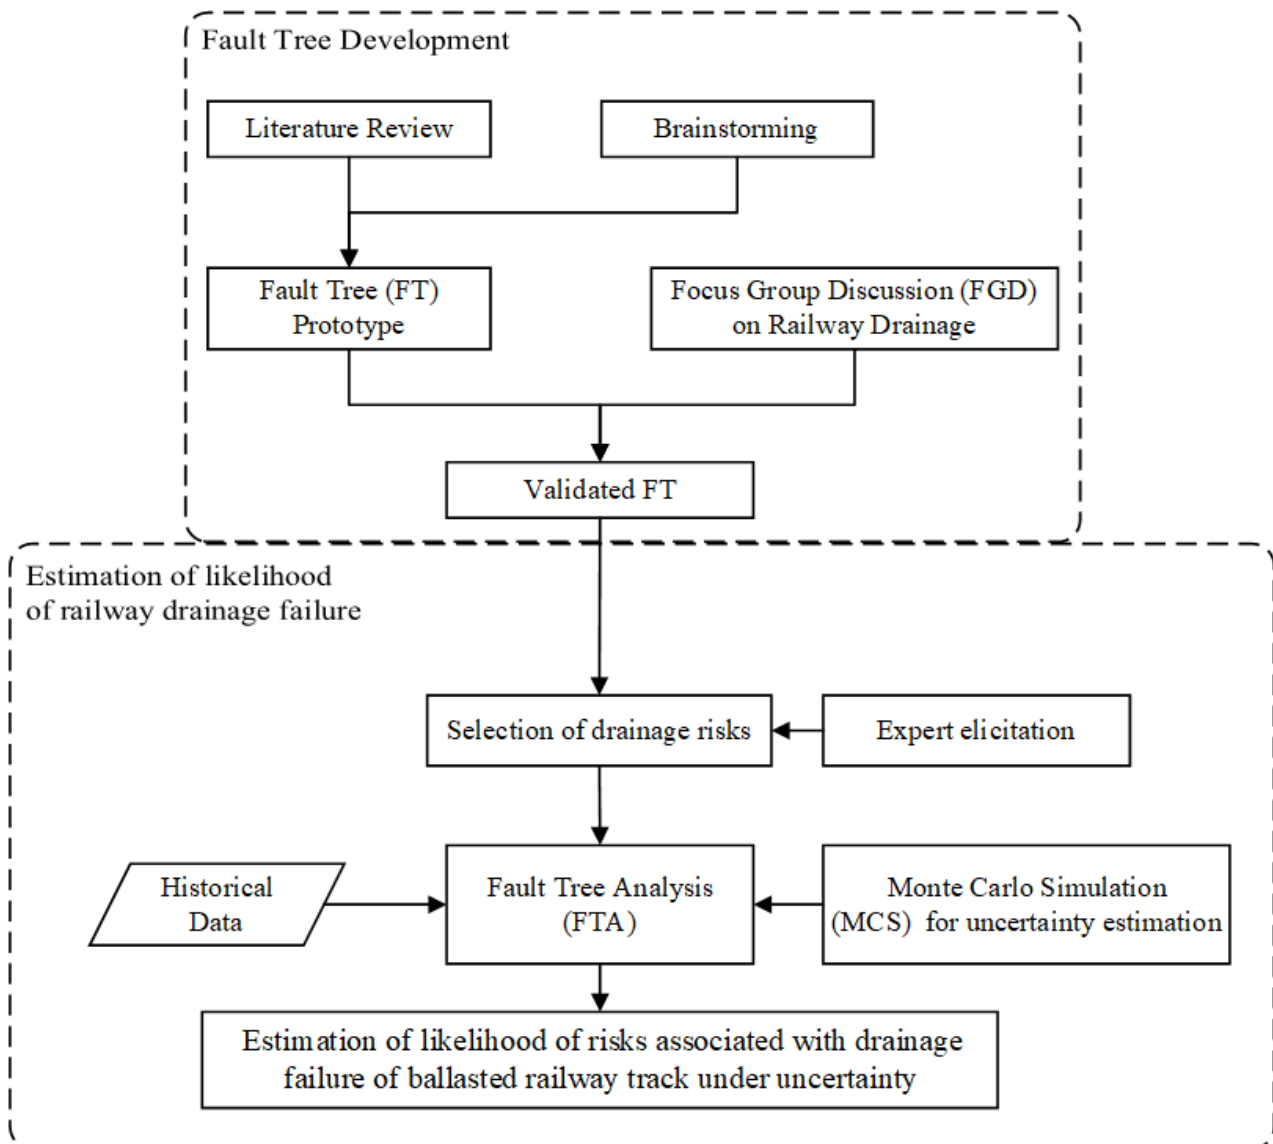 Fault Tree Development
Literature Review
Brainstorming
Fault Tree (FT)
Prototype
Focus Group Discussion (FGD)
on Railway Drainage
Validated FT
Estimation of likelihood
of railway drainage failure
Selection of drainage risks
Expert elicitation
Historical
Data
Fault Tree Analysis
(FTA)
Monte Carlo Simulation
(MCS) for uncertainty estimation
Estimation of likelihood of risks associated with drainage
failure of ballasted railway track under uncertainty